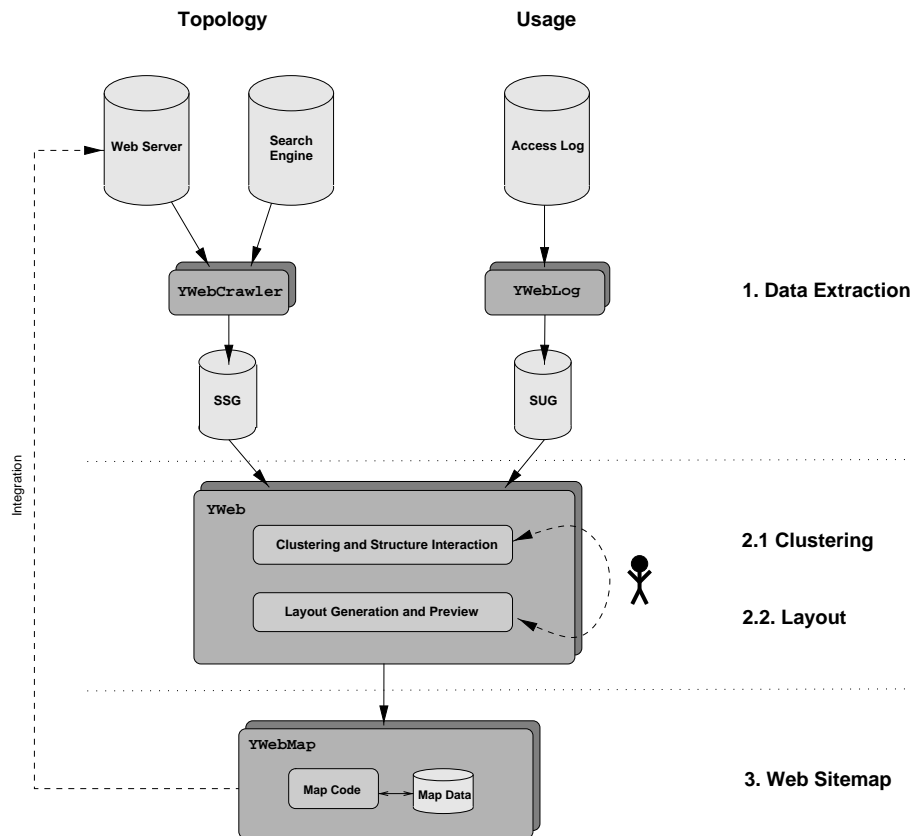 Topology
Usage
Web Server
Search
Engine
Access Log
YWebCrawler
YWebLog
1. Data Extraction
SSG
SUG
Integration
YWeb
Clustering and Structure Interaction
2.1 Clustering
Layout Generation and Preview
2.2. Layout
YWebMap
Map Code
Map Data
3. Web Sitemap